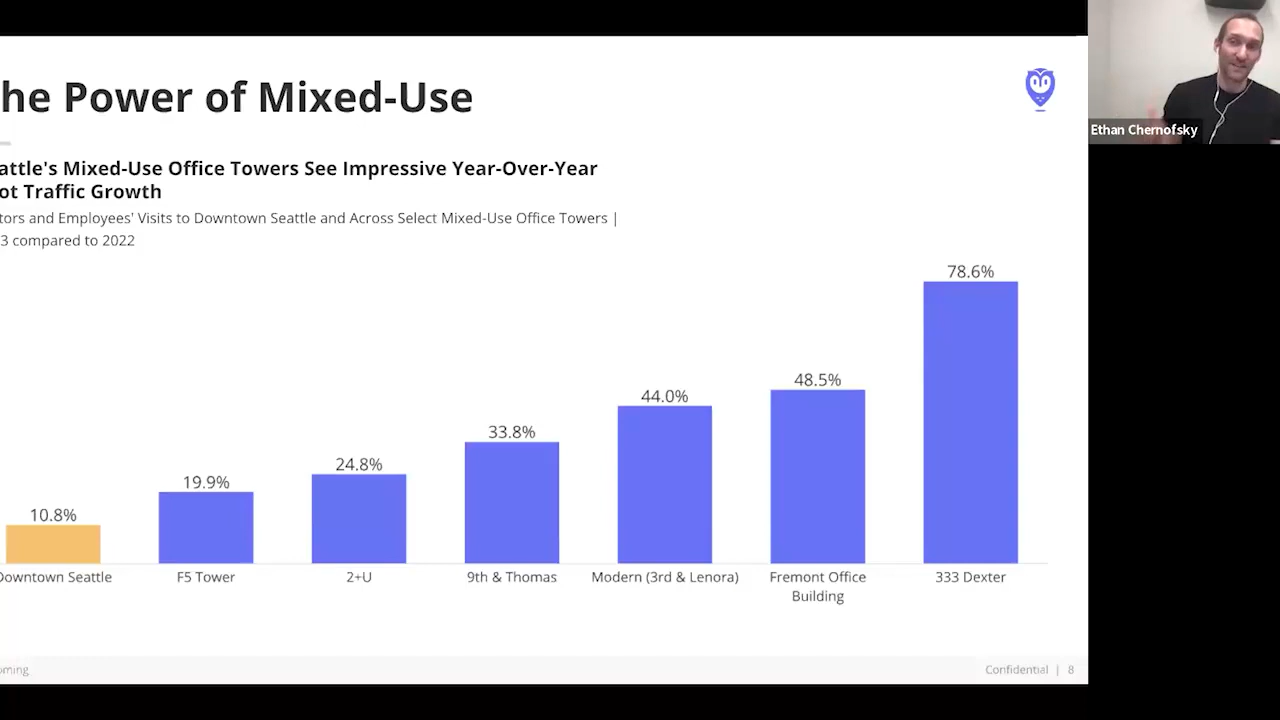 he Power of Mixed-Use
attle's Mixed-Use Office Towers See Impressive Year-Over-Year
ot Traffic Growth
tors and Employees' Visits to Downtown Seattle and Across Select Mixed-Use Office Towers |
3 compared to 2022
10.8%
19.9%
24.8%
33.8%
44.0%
48.5%
78.6%
Downtown Seattle
F5 Tower
2+U
9th & Thomas
Modern (3rd & Lenora)
Fremont Office
Building
333 Dexter
oming
Confidential | 8
Ethan Chernofsky